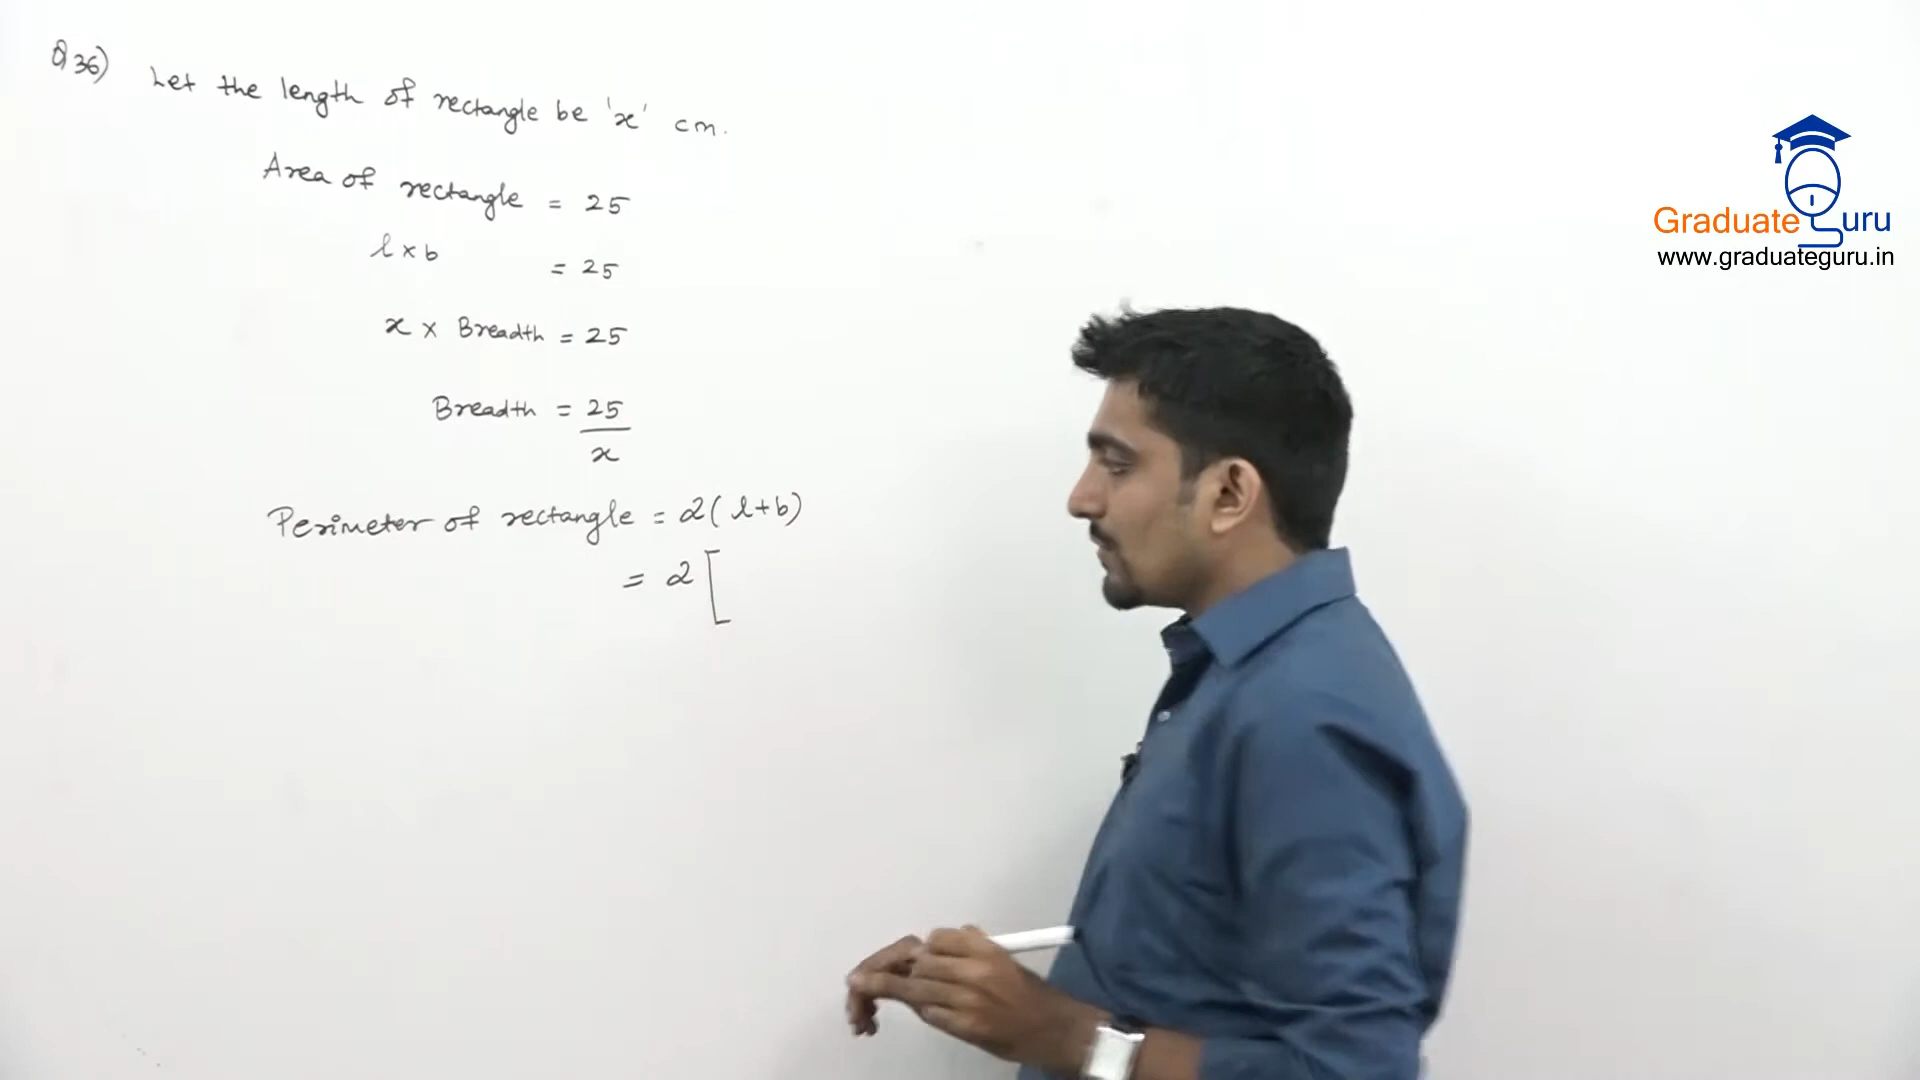 Q36)
Let the length of rectangle be 'x' cm.
Area of rectangle = 25
l × b = 25
x × Breadth = 25
Breadth = 25
x
Perimeter of rectangle = 2(l+b)
= 2[
Graduate Guru
www.graduateguru.in